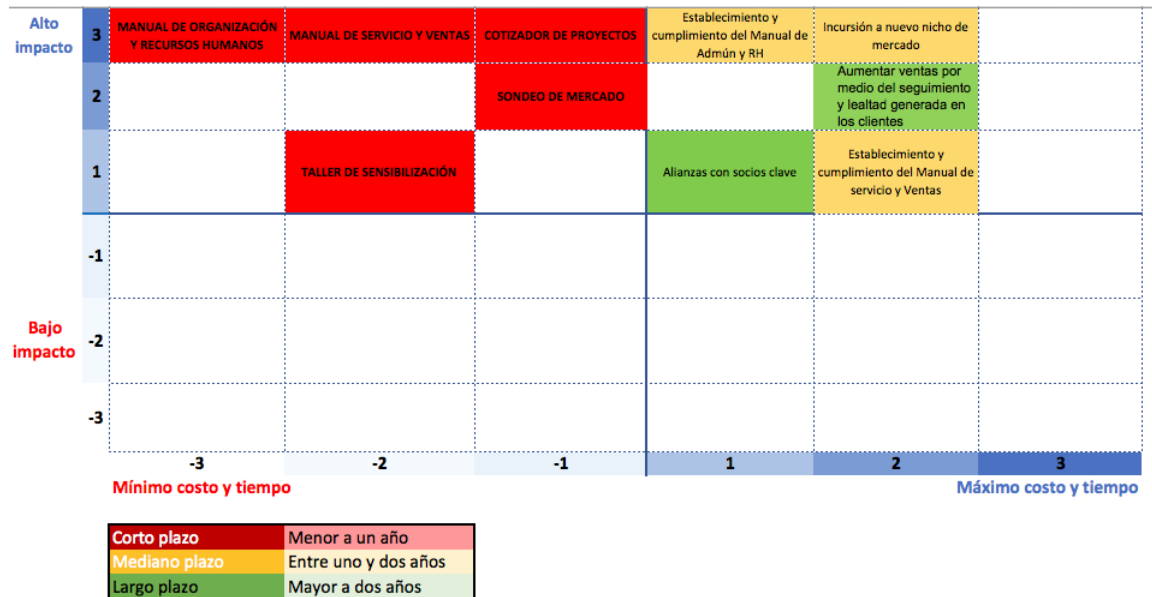 Alto
impacto
3
MANUAL DE ORGANIZACIÓN
Y RECURSOS HUMANOS
MANUAL DE SERVICIO Y VENTAS
COTIZADOR DE PROYECTOS
Establecimiento y
cumplimiento del Manual de
Admún y RH
Incursión a nuevo nicho de
mercado
2
SONDEO DE MERCADO
Aumentar ventas por
medio del seguimiento
y lealtad generada en
los clientes
1
TALLER DE SENSIBILIZACIÓN
Alianzas con socios clave
Establecimiento y
cumplimiento del Manual de
servicio y Ventas
-1
Bajo
impacto
-2
-3
-3 -2 -1 1 2 3
Mínimo costo y tiempo
Máximo costo y tiempo
Corto plazo Menor a un año
Mediano plazo Entre uno y dos años
Largo plazo Mayor a dos años